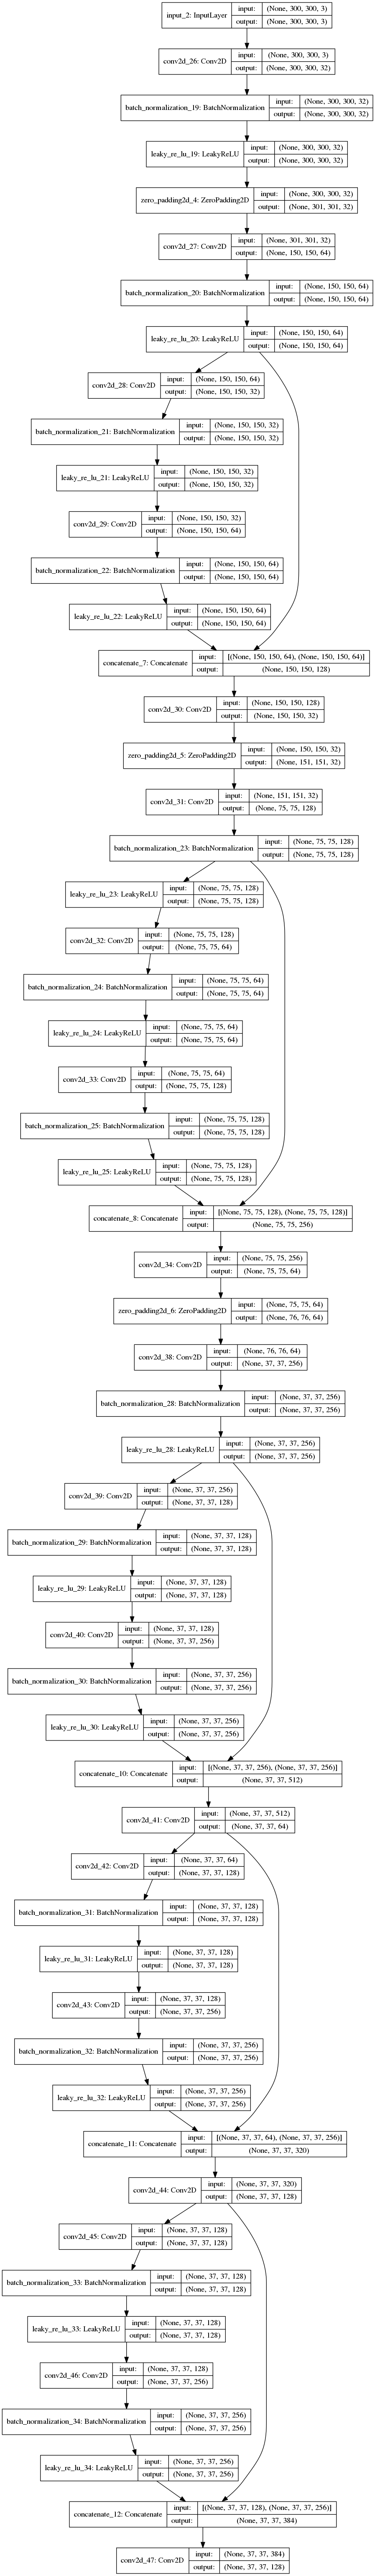 input_2: InputLayer
input: (None, 300, 300, 3)
output: (None, 300, 300, 3)
conv2d_26: Conv2D
input: (None, 300, 300, 3)
output: (None, 300, 300, 32)
batch_normalization_19: BatchNormalization
input: (None, 300, 300, 32)
output: (None, 300, 300, 32)
leaky_re_lu_19: LeakyReLU
input: (None, 300, 300, 32)
output: (None, 300, 300, 32)
zero_padding2d_4: ZeroPadding2D
input: (None, 300, 300, 32)
output: (None, 301, 301, 32)
conv2d_27: Conv2D
input: (None, 301, 301, 32)
output: (None, 150, 150, 64)
batch_normalization_20: BatchNormalization
input: (None, 150, 150, 64)
output: (None, 150, 150, 64)
leaky_re_lu_20: LeakyReLU
input: (None, 150, 150, 64)
output: (None, 150, 150, 64)
conv2d_28: Conv2D
input: (None, 150, 150, 64)
output: (None, 150, 150, 32)
batch_normalization_21: BatchNormalization
input: (None, 150, 150, 32)
output: (None, 150, 150, 32)
leaky_re_lu_21: LeakyReLU
input: (None, 150, 150, 32)
output: (None, 150, 150, 32)
conv2d_29: Conv2D
input: (None, 150, 150, 32)
output: (None, 150, 150, 64)
batch_normalization_22: BatchNormalization
input: (None, 150, 150, 64)
output: (None, 150, 150, 64)
leaky_re_lu_22: LeakyReLU
input: (None, 150, 150, 64)
output: (None, 150, 150, 64)
concatenate_7: Concatenate
input: [(None, 150, 150, 64), (None, 150, 150, 64)]
output: (None, 150, 150, 128)
conv2d_30: Conv2D
input: (None, 150, 150, 128)
output: (None, 150, 150, 32)
zero_padding2d_5: ZeroPadding2D
input: (None, 150, 150, 32)
output: (None, 151, 151, 32)
conv2d_31: Conv2D
input: (None, 151, 151, 32)
output: (None, 75, 75, 128)
batch_normalization_23: BatchNormalization
input: (None, 75, 75, 128)
output: (None, 75, 75, 128)
leaky_re_lu_23: LeakyReLU
input: (None, 75, 75, 128)
output: (None, 75, 75, 128)
conv2d_32: Conv2D
input: (None, 75, 75, 128)
output: (None, 75, 75, 64)
batch_normalization_24: BatchNormalization
input: (None, 75, 75, 64)
output: (None, 75, 75, 64)
leaky_re_lu_24: LeakyReLU
input: (None, 75, 75, 64)
output: (None, 75, 75, 64)
conv2d_33: Conv2D
input: (None, 75, 75, 64)
output: (None, 75, 75, 128)
batch_normalization_25: BatchNormalization
input: (None, 75, 75, 128)
output: (None, 75, 75, 128)
leaky_re_lu_25: LeakyReLU
input: (None, 75, 75, 128)
output: (None, 75, 75, 128)
concatenate_8: Concatenate
input: [(None, 75, 75, 128), (None, 75, 75, 128)]
output: (None, 75, 75, 256)
conv2d_34: Conv2D
input: (None, 75, 75, 256)
output: (None, 75, 75, 64)
zero_padding2d_6: ZeroPadding2D
input: (None, 75, 75, 64)
output: (None, 76, 76, 64)
conv2d_38: Conv2D
input: (None, 76, 76, 64)
output: (None, 37, 37, 256)
batch_normalization_28: BatchNormalization
input: (None, 37, 37, 256)
output: (None, 37, 37, 256)
leaky_re_lu_28: LeakyReLU
input: (None, 37, 37, 256)
output: (None, 37, 37, 256)
conv2d_39: Conv2D
input: (None, 37, 37, 256)
output: (None, 37, 37, 128)
batch_normalization_29: BatchNormalization
input: (None, 37, 37, 128)
output: (None, 37, 37, 128)
leaky_re_lu_29: LeakyReLU
input: (None, 37, 37, 128)
output: (None, 37, 37, 128)
conv2d_40: Conv2D
input: (None, 37, 37, 128)
output: (None, 37, 37, 256)
batch_normalization_30: BatchNormalization
input: (None, 37, 37, 256)
output: (None, 37, 37, 256)
leaky_re_lu_30: LeakyReLU
input: (None, 37, 37, 256)
output: (None, 37, 37, 256)
concatenate_10: Concatenate
input: [(None, 37, 37, 256), (None, 37, 37, 256)]
output: (None, 37, 37, 512)
conv2d_41: Conv2D
input: (None, 37, 37, 512)
output: (None, 37, 37, 64)
conv2d_42: Conv2D
input: (None, 37, 37, 64)
output: (None, 37, 37, 128)
batch_normalization_31: BatchNormalization
input: (None, 37, 37, 128)
output: (None, 37, 37, 128)
leaky_re_lu_31: LeakyReLU
input: (None, 37, 37, 128)
output: (None, 37, 37, 128)
conv2d_43: Conv2D
input: (None, 37, 37, 128)
output: (None, 37, 37, 256)
batch_normalization_32: BatchNormalization
input: (None, 37, 37, 256)
output: (None, 37, 37, 256)
leaky_re_lu_32: LeakyReLU
input: (None, 37, 37, 256)
output: (None, 37, 37, 256)
concatenate_11: Concatenate
input: [(None, 37, 37, 64), (None, 37, 37, 256)]
output: (None, 37, 37, 320)
conv2d_44: Conv2D
input: (None, 37, 37, 320)
output: (None, 37, 37, 128)
conv2d_45: Conv2D
input: (None, 37, 37, 128)
output: (None, 37, 37, 128)
batch_normalization_33: BatchNormalization
input: (None, 37, 37, 128)
output: (None, 37, 37, 128)
leaky_re_lu_33: LeakyReLU
input: (None, 37, 37, 128)
output: (None, 37, 37, 128)
conv2d_46: Conv2D
input: (None, 37, 37, 128)
output: (None, 37, 37, 256)
batch_normalization_34: BatchNormalization
input: (None, 37, 37, 256)
output: (None, 37, 37, 256)
leaky_re_lu_34: LeakyReLU
input: (None, 37, 37, 256)
output: (None, 37, 37, 256)
concatenate_12: Concatenate
input: [(None, 37, 37, 128), (None, 37, 37, 256)]
output: (None, 37, 37, 384)
conv2d_47: Conv2D
input: (None, 37, 37, 384)
output: (None, 37, 37, 128)